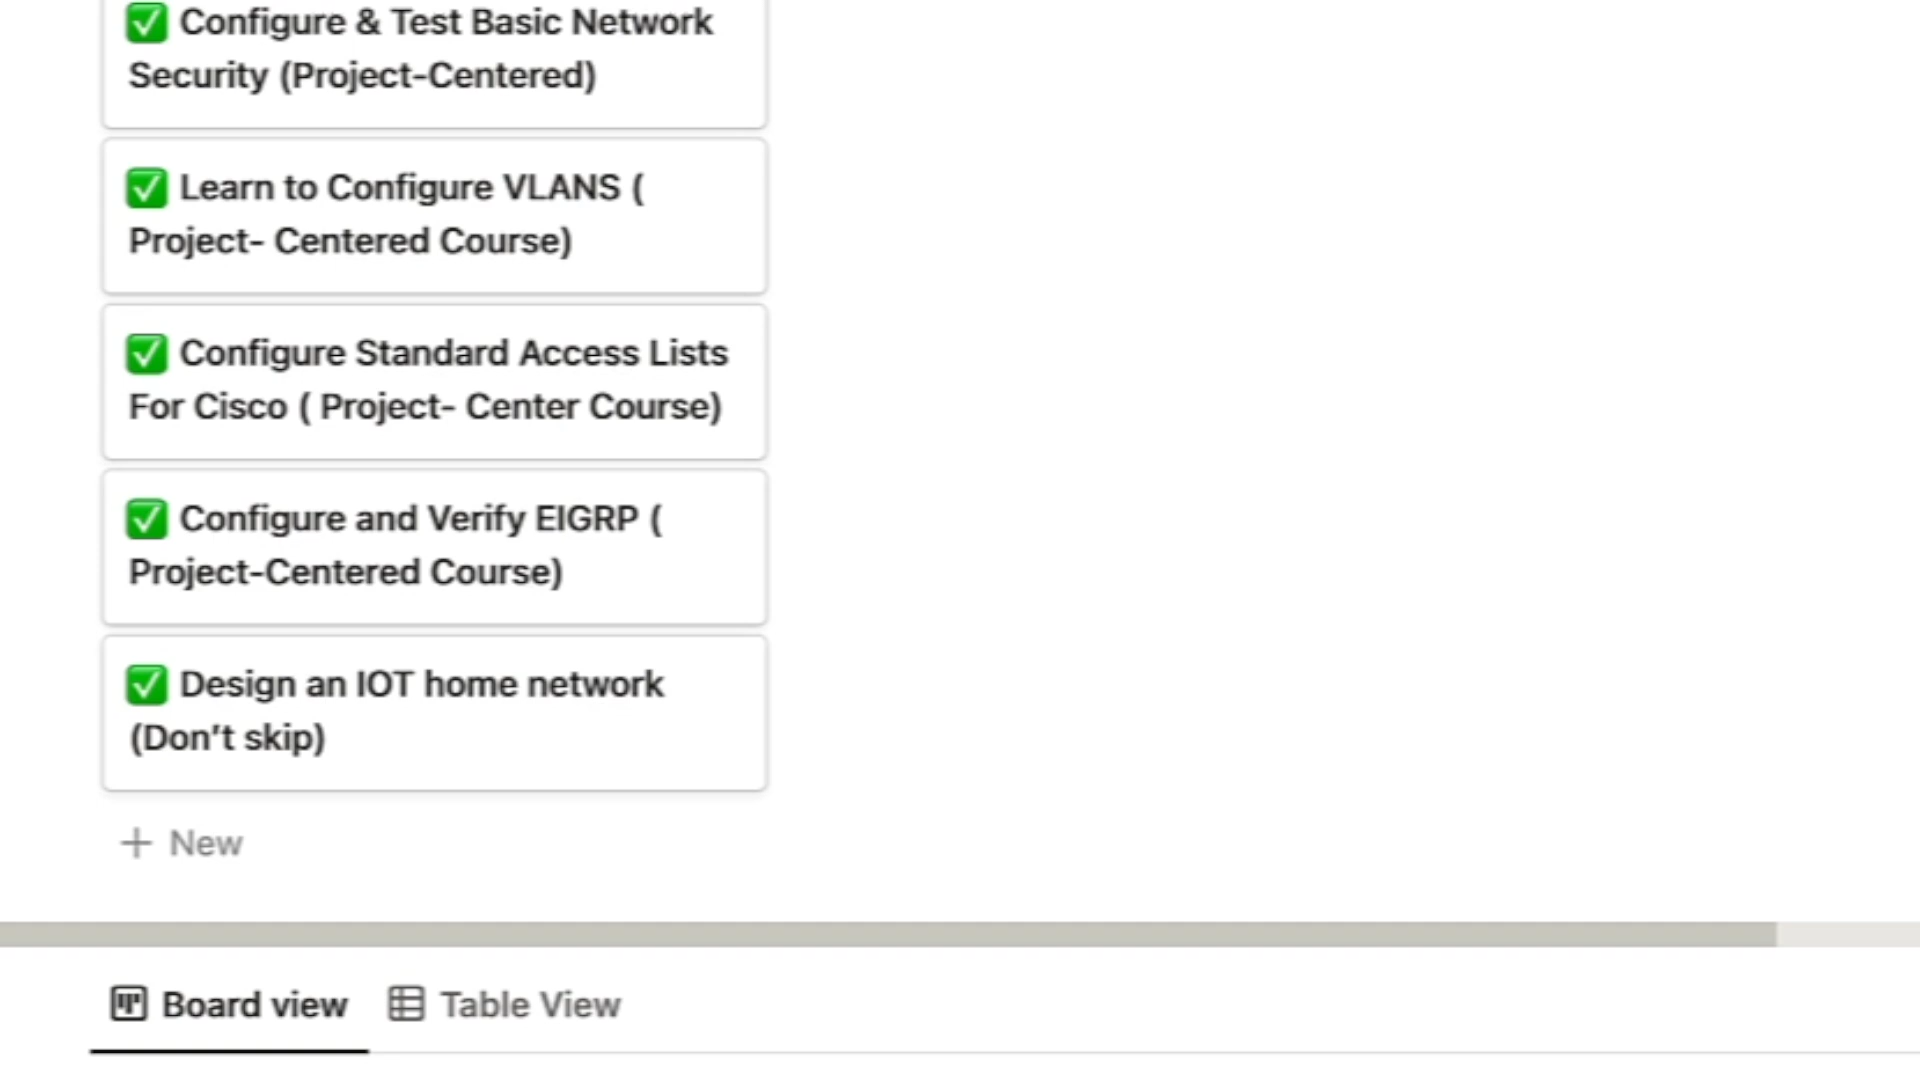 ✅ Configure & Test Basic Network
Security (Project-Centered)
✅ Learn to Configure VLANS (
Project- Centered Course)
✅ Configure Standard Access Lists
For Cisco ( Project- Center Course)
✅ Configure and Verify EIGRP (
Project-Centered Course)
✅ Design an IOT home network
(Don’t skip)
+ New
Board view Table View